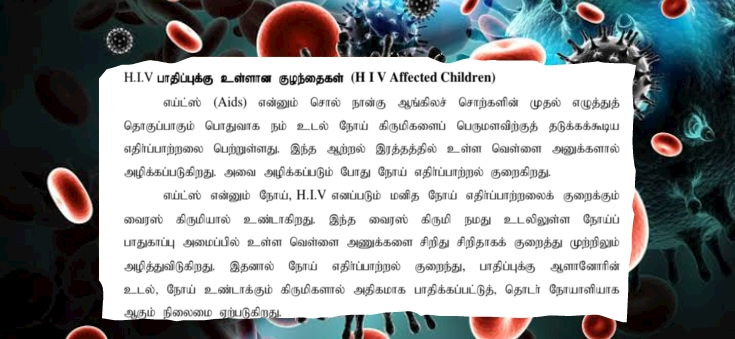 H.I.V பாதிப்புக்கு உள்ளான குழந்தைகள் (H I V Affected Children)
எய்ட்ஸ் (Aids) என்னும் சொல் நான்கு ஆங்கிலச் சொற்களின் முதல் எழுத்துத்
தொகுப்பாகும் பொதுவாக நம் உடல் நோய் கிருமிகளைப் பெருமளவிற்குத் தடுக்கக்கூடிய
எதிர்ப்பாற்றலை பெற்றுள்ளது. இந்த ஆற்றல் இரத்தத்தில் உள்ள வெள்ளை அனுக்களால்
அழிக்கப்படுகிறது. அவை அழிக்கப்படும் போது நோய் எதிர்ப்பாற்றல் குறைகிறது.
எய்ட்ஸ் என்னும் நோய், H.I.V எனப்படும் மனித நோய் எதிர்ப்பாற்றலைக் குறைக்கும்
வைரஸ் கிருமியால் உண்டாகிறது. இந்த வைரஸ் கிருமி நமது உடலிலுள்ள நோய்ப்
பாதுகாப்பு அமைப்பில் உள்ள வெள்ளை அணுக்களை சிறிது சிறிதாகக் குறைத்து முற்றிலும்
அழித்துவிடுகிறது. இதனால் நோய் எதிர்ப்பாற்றல் குறைந்து, பாதிப்புக்கு ஆளானோரின்
உடல், நோய் உண்டாக்கும் கிருமிகளால் அதிகமாக பாதிக்கப்பட்டுத், தொடர் நோயாளியாக
ஆகும் நிலைமை ஏற்படுகிறது.